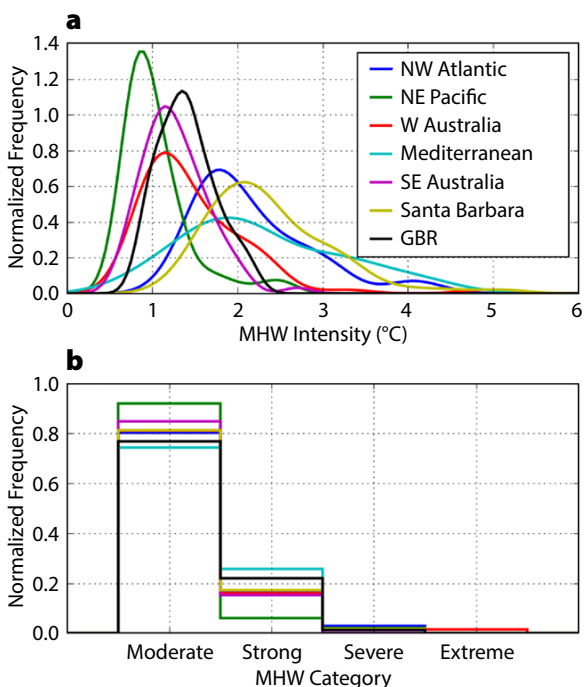 a
1.4
1.2
1.0
0.8
0.6
0.4
0.2
0.0
Normalized Frequency
NW Atlantic
NE Pacific
W Australia
Mediterranean
SE Australia
Santa Barbara
GBR
0 1 2 3 4 5 6
MHW Intensity (°C)
b
1.0
0.8
0.6
0.4
0.2
0.0
Normalized Frequency
Moderate Strong Severe Extreme
MHW Category